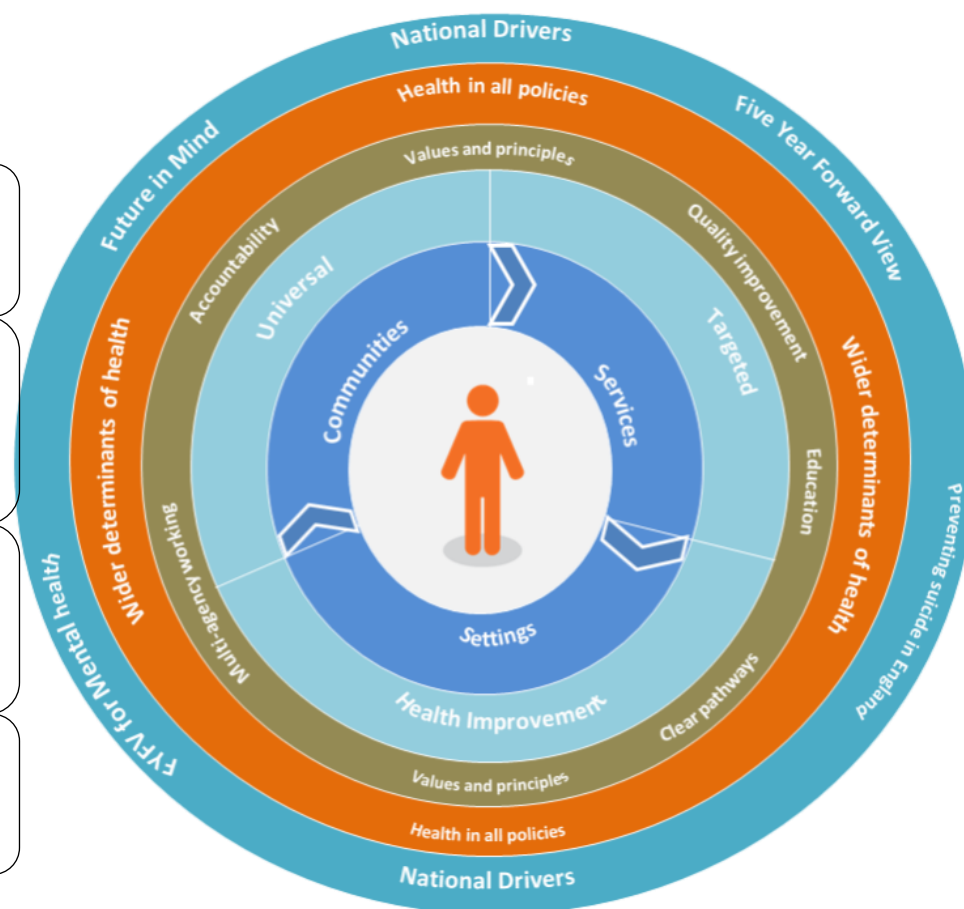 National Drivers
Five Year Forward View
Preventing suicide in England
National Drivers
FYFV for Mental health
Future in Mind
Health in all policies
Wider determinants of health
Health in all policies
Wider determinants of health
Values and principles
Quality improvement
Education
Clear pathways
Values and principles
Multi-agency working
Accountability
Universal
Targeted
Health Improvement
Communities
Services
Settings